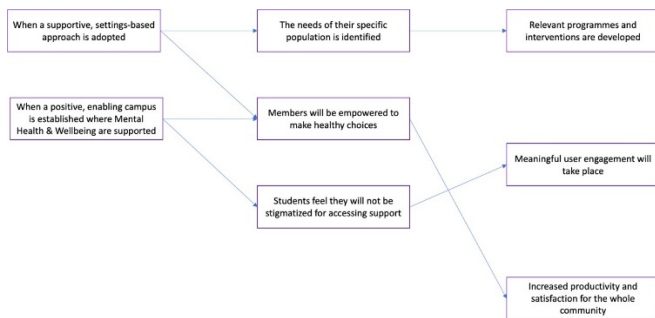 When a supportive, settings-based
approach is adopted
The needs of their specific
population is identified
Relevant programmes and
interventions are developed
When a positive, enabling campus
is established where Mental
Health & Wellbeing are supported
Members will be empowered to
make healthy choices
Meaningful user engagement will
take place
Students feel they will not be
stigmatized for accessing support
Increased productivity and
satisfaction for the whole
community